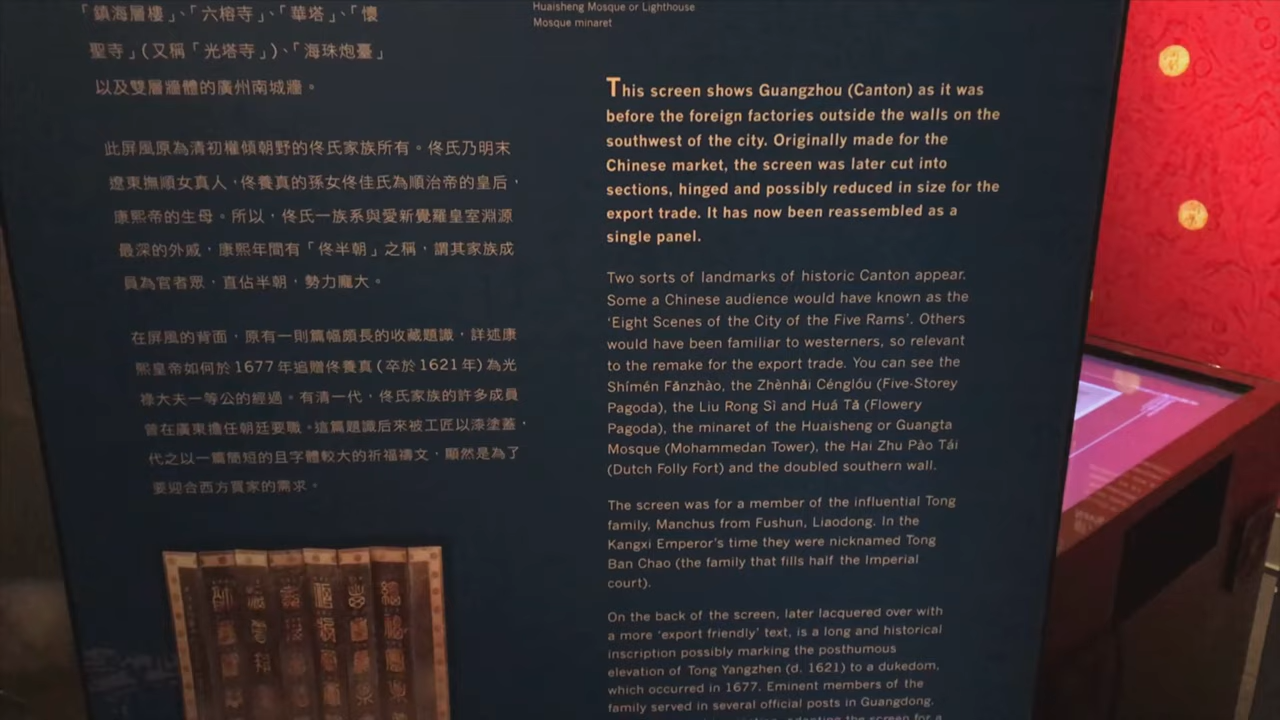 「鎮海層樓」、「六榕寺」、「華塔」、「懷
聖寺」(又稱「光塔寺」)、「海珠炮臺」
以及雙層牆體的廣州南城牆。
此屏風原為清初權傾朝野的佟氏家族所有。佟氏乃明末
遼東撫順女真人，佟養真的孫女佟佳氏為順治帝的皇后，
康熙帝的生母。所以，佟氏一族系與愛新覺羅皇室淵源
最深的外戚，康熙年間有「佟半朝」之稱，謂其家族成
員為官者眾，直佔半朝，勢力龐大。
在屏風的背面，原有一則篇幅頗長的收藏題識，詳述康
熙皇帝如何於1677年追贈佟養真(卒於1621年)為光
祿大夫一等公的經過。有清一代，佟氏家族的許多成員
曾在廣東擔任朝廷要職。這篇題識后來被工匠以漆塗蓋，
代之以一篇簡短的且字體較大的祈福禱文，顯然是為了
要迎合西方買家的需求。
Huaisheng Mosque or Lighthouse
Mosque minaret
This screen shows Guangzhou (Canton) as it was
before the foreign factories outside the walls on the
southwest of the city. Originally made for the
Chinese market, the screen was later cut into
sections, hinged and possibly reduced in size for the
export trade. It has now been reassembled as a
single panel.
Two sorts of landmarks of historic Canton appear.
Some a Chinese audience would have known as the
'Eight Scenes of the City of the Five Rams'. Others
would have been familiar to westerners, so relevant
to the remake for the export trade. You can see the
Shímén Fǎnzhào, the Zhènhǎi Cénglóu (Five-Storey
Pagoda), the Liu Rong Sì and Huá Tǎ (Flowery
Pagoda), the minaret of the Huaisheng or Guangta
Mosque (Mohammedan Tower), the Hai Zhu Pào Tái
(Dutch Folly Fort) and the doubled southern wall.
The screen was for a member of the influential Tong
family, Manchus from Fushun, Liaodong. In the
Kangxi Emperor's time they were nicknamed Tong
Ban Chao (the family that fills half the Imperial
court).
On the back of the screen, later lacquered over with
a more 'export friendly' text, is a long and historical
inscription possibly marking the posthumous
elevation of Tong Yangzhen (d. 1621) to a dukedom,
which occurred in 1677. Eminent members of the
family served in several official posts in Guangdong.